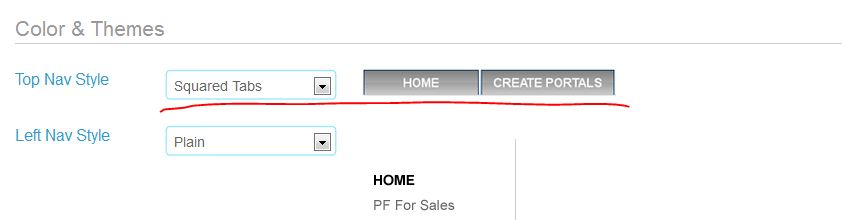 Color & Themes
Top Nav Style Squared Tabs HOME CREATE PORTALS
Left Nav Style Plain
HOME
PF For Sales